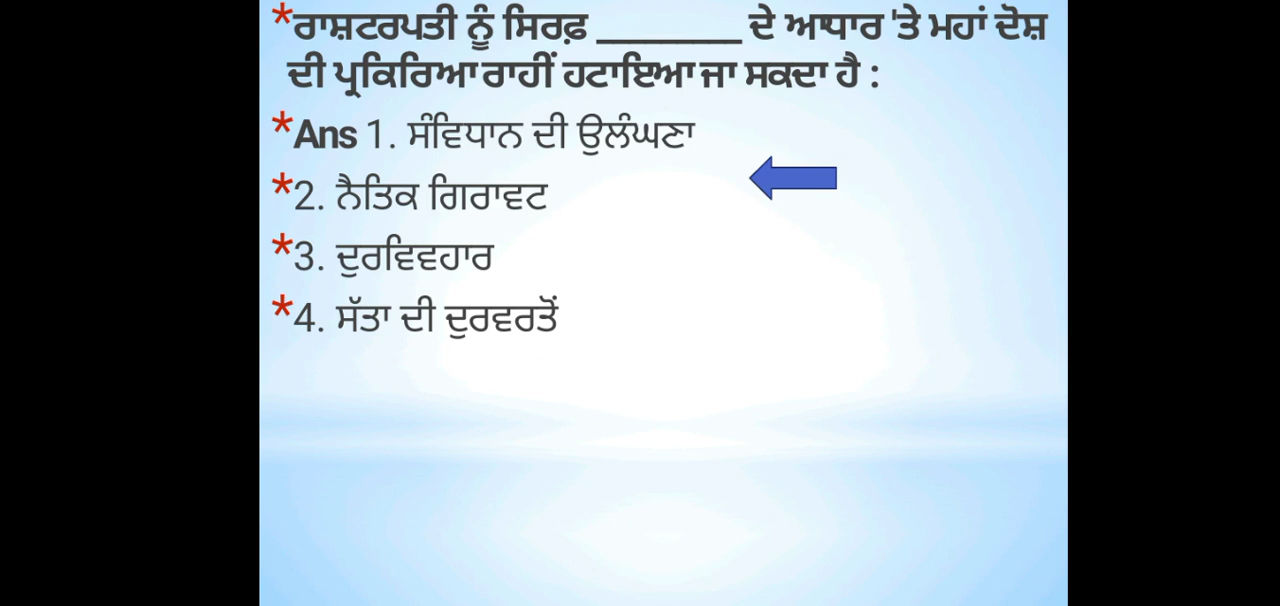 *ਰਾਸ਼ਟਰਪਤੀ ਨੂੰ ਸਿਰਫ਼ ________ ਦੇ ਆਧਾਰ 'ਤੇ ਮਹਾਂ ਦੋਸ਼
ਦੀ ਪ੍ਰਕਿਰਿਆ ਰਾਹੀਂ ਹਟਾਇਆ ਜਾ ਸਕਦਾ ਹੈ :
*Ans 1. ਸੰਵਿਧਾਨ ਦੀ ਉਲੰਘਣਾ
*2. ਨੈਤਿਕ ਗਿਰਾਵਟ
*3. ਦੁਰਵਿਵਹਾਰ
*4. ਸੱਤਾ ਦੀ ਦੁਰਵਰਤੋਂ